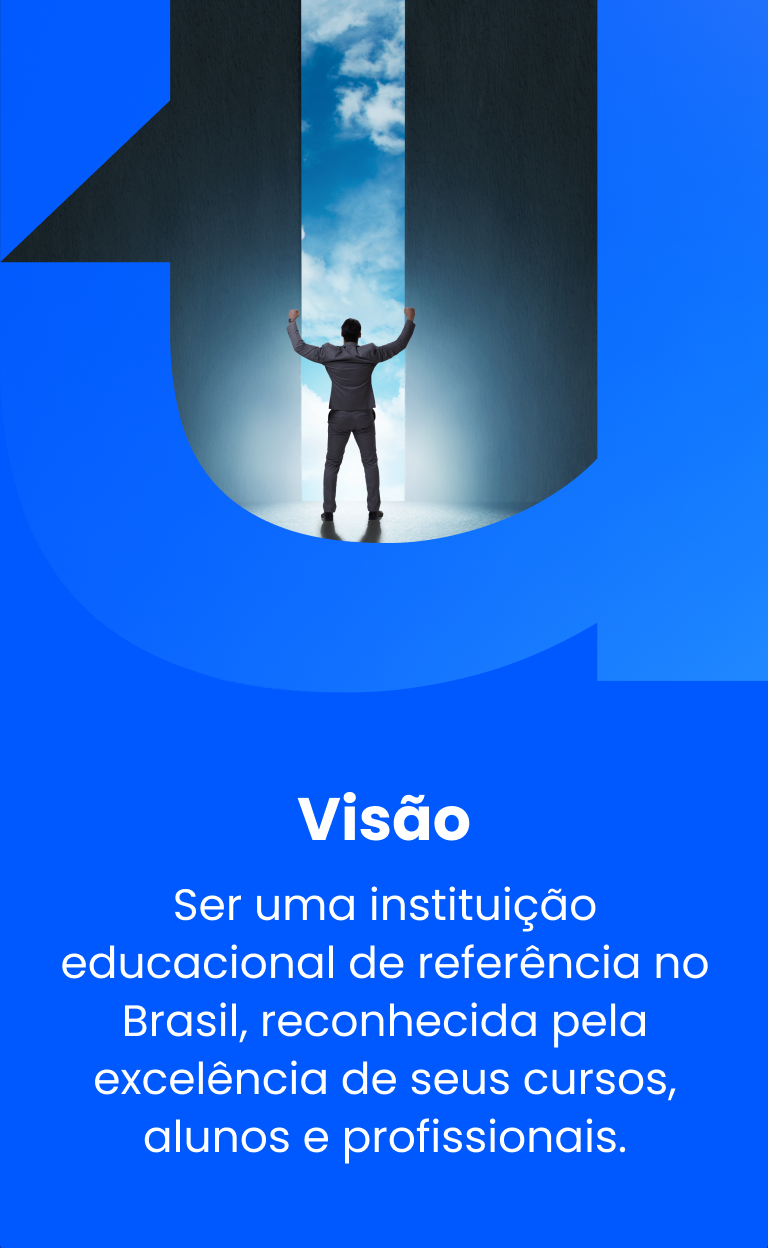 Visão
Ser uma instituição
educacional de referência no
Brasil, reconhecida pela
excelência de seus cursos,
alunos e profissionais.